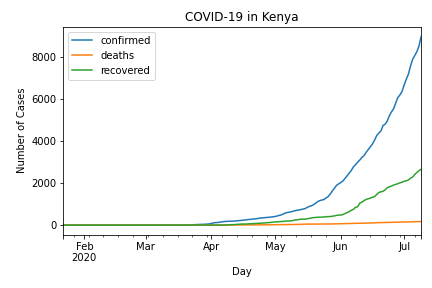 COVID-19 in Kenya
confirmed
deaths
recovered
Number of Cases
8000
6000
4000
2000
0
Feb
2020
Mar
Apr
May
Jun
Jul
Day